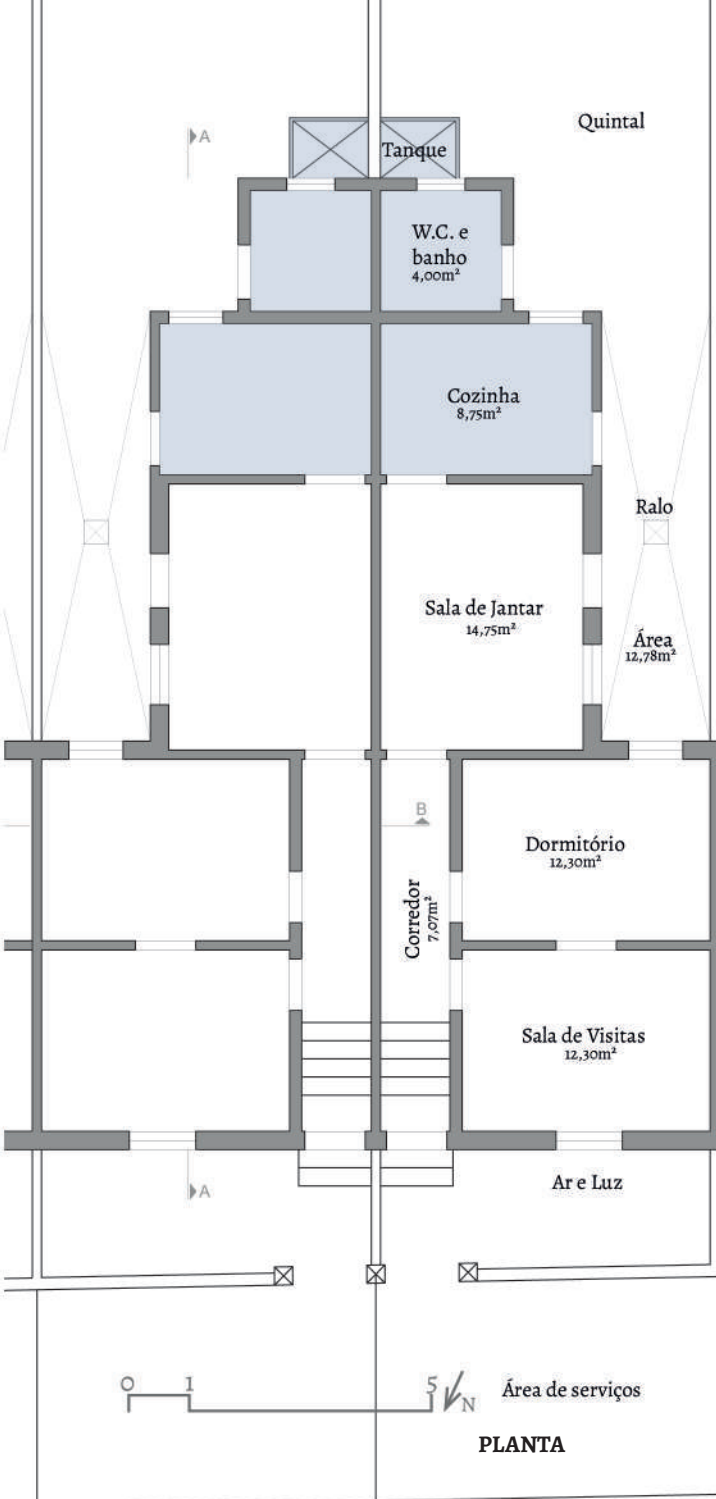 Quintal
A
Tanque
W.C. e
banho
4,00m²
Cozinha
8,75m²
Ralo
Sala de Jantar
14,75m²
Área
12,78m²
B
Dormitório
12,30m²
Corredor
7,07m²
Sala de Visitas
12,30m²
A
Ar e Luz
0 1 5
N
Área de serviços
PLANTA